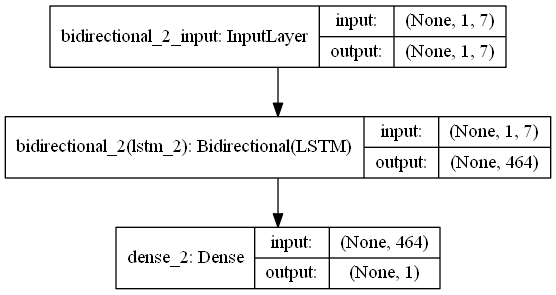 bidirectional_2_input: InputLayer
input: (None, 1, 7)
output: (None, 1, 7)
bidirectional_2(lstm_2): Bidirectional(LSTM)
input: (None, 1, 7)
output: (None, 464)
dense_2: Dense
input: (None, 464)
output: (None, 1)